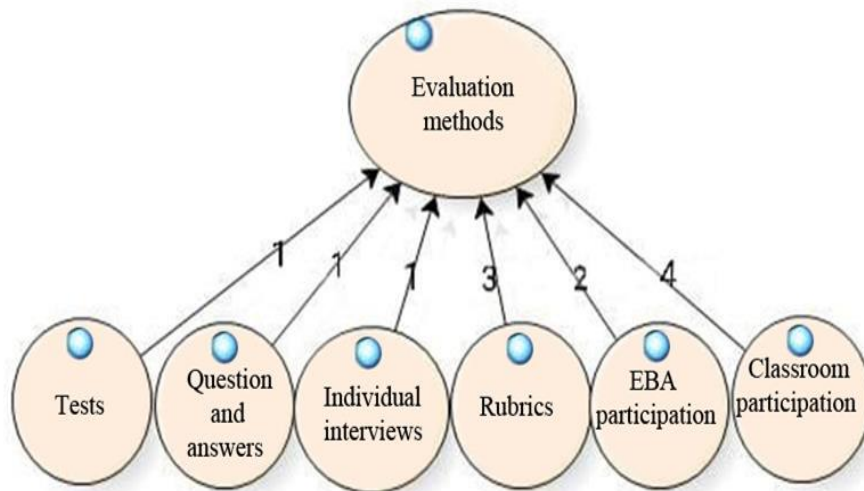 Evaluation
methods
1
1
1
3
2
4
Tests
Question
and
answers
Individual
interviews
Rubrics
EBA
participation
Classroom
participation